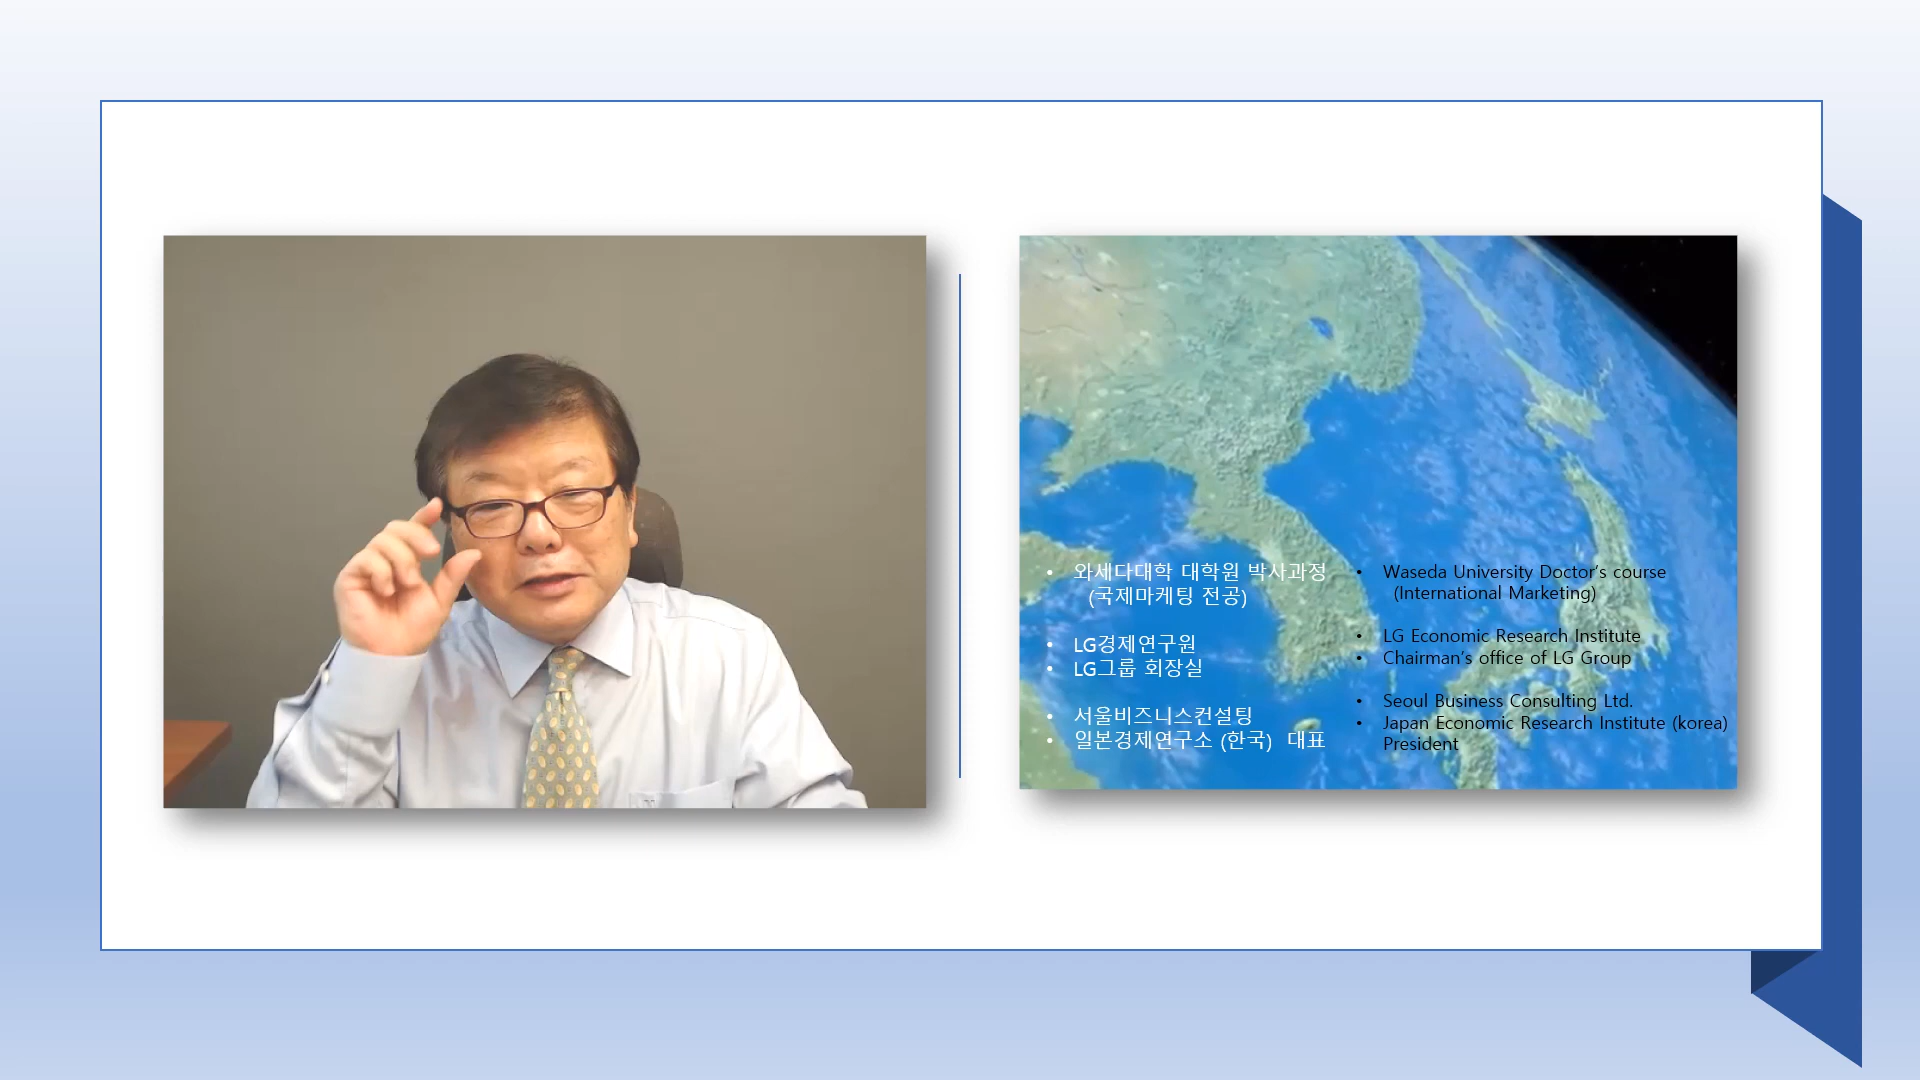 • 와세다대학 대학원 박사과정
(국제마케팅 전공)
• LG경제연구원
• LG그룹 회장실
• 서울비즈니스컨설팅
• 일본경제연구소 (한국) 대표
• Waseda University Doctor's course
(International Marketing)
• LG Economic Research Institute
• Chairman's office of LG Group
• Seoul Business Consulting Ltd.
• Japan Economic Research Institute (korea)
President